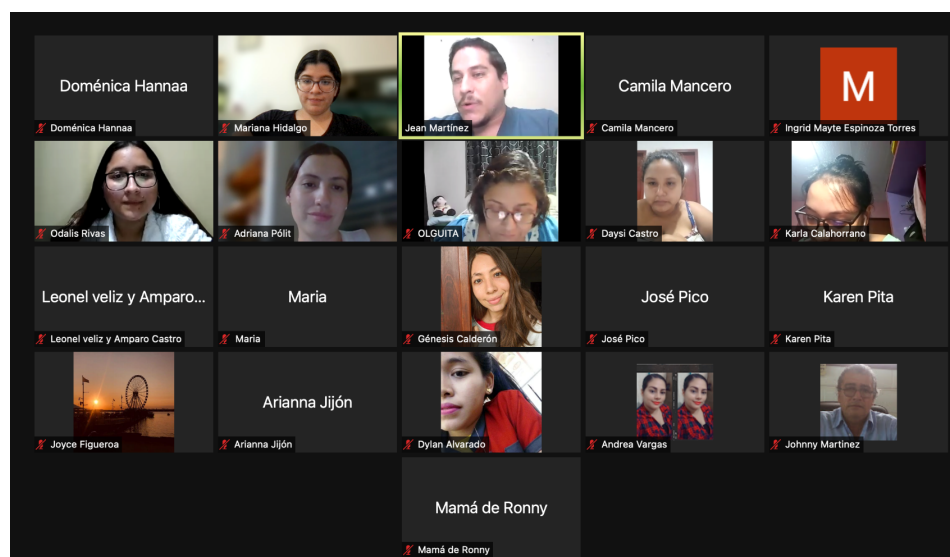 Doménica Hannaa
Doménica Hannaa
Mariana Hidalgo
Jean Martínez
Camila Mancero
Camila Mancero
M
Ingrid Mayte Espinoza Torres
Odalis Rivas
Adriana Pólit
OLGUITA
Daysi Castro
Karla Calahorrano
Leonel veliz y Amparo...
Leonel veliz y Amparo Castro
Maria
Maria
Génesis Calderón
José Pico
José Pico
Karen Pita
Karen Pita
Joyce Figueroa
Arianna Jijón
Arianna Jijón
Dylan Alvarado
Andrea Vargas
Johnny Martinez
Mamá de Ronny
Mamá de Ronny